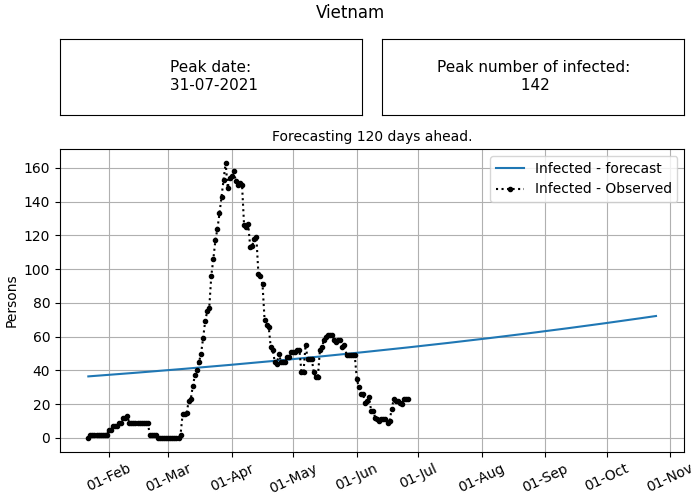 Vietnam
Peak date:
31-07-2021
Peak number of infected:
142
Forecasting 120 days ahead.
Infected - forecast
Infected - Observed
Persons
160
140
120
100
80
60
40
20
0
01-Feb
01-Mar
01-Apr
01-May
01-Jun
01-Jul
01-Aug
01-Sep
01-Oct
01-Nov